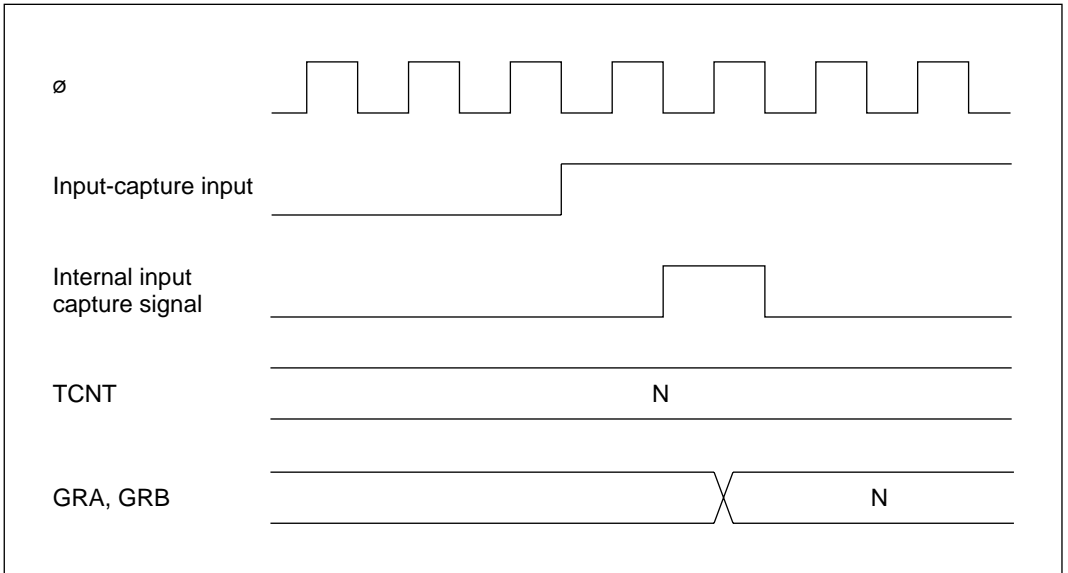 ø
Input-capture input
Internal input
capture signal
TCNT
N
GRA, GRB
N